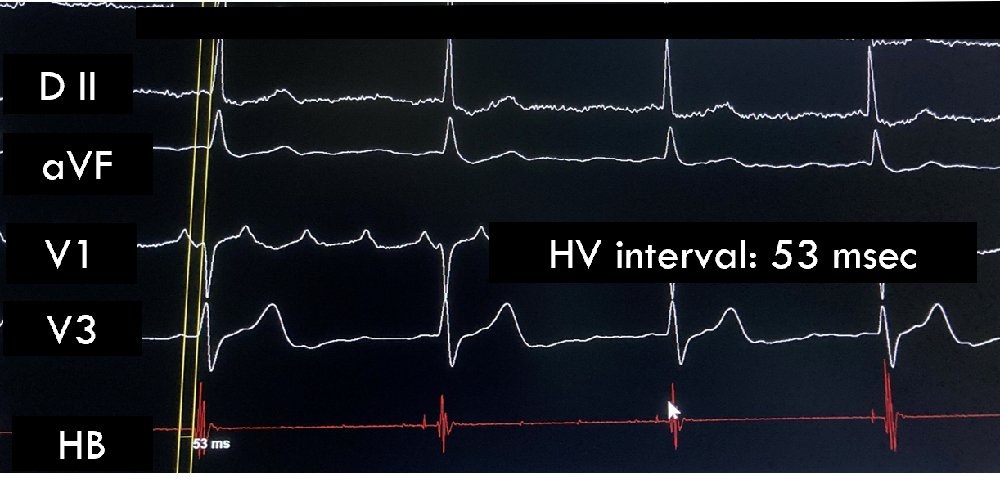 D II
aVF
V1
HV interval: 53 msec
V3
HB
53 ms